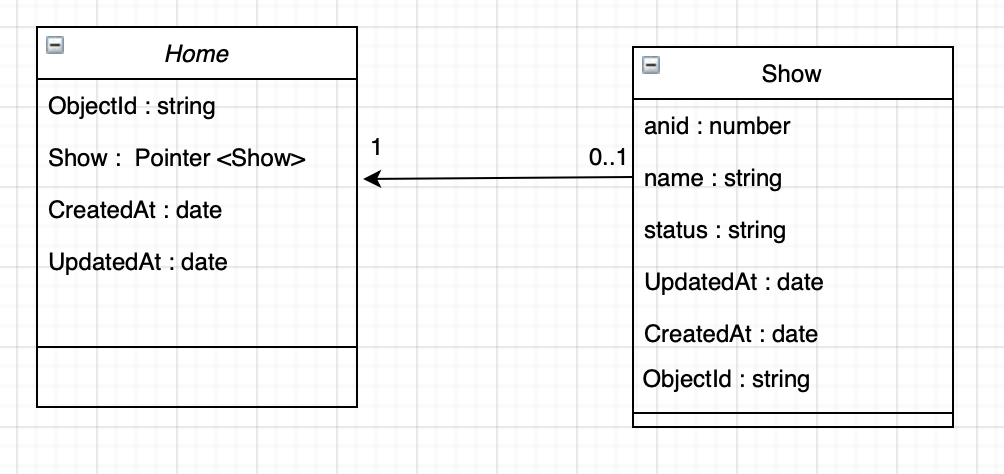 Home
ObjectId : string
Show :  Pointer <Show>
CreatedAt : date
UpdatedAt : date
1
0..1
Show
anid : number
name : string
status : string
UpdatedAt : date
CreatedAt : date
ObjectId : string